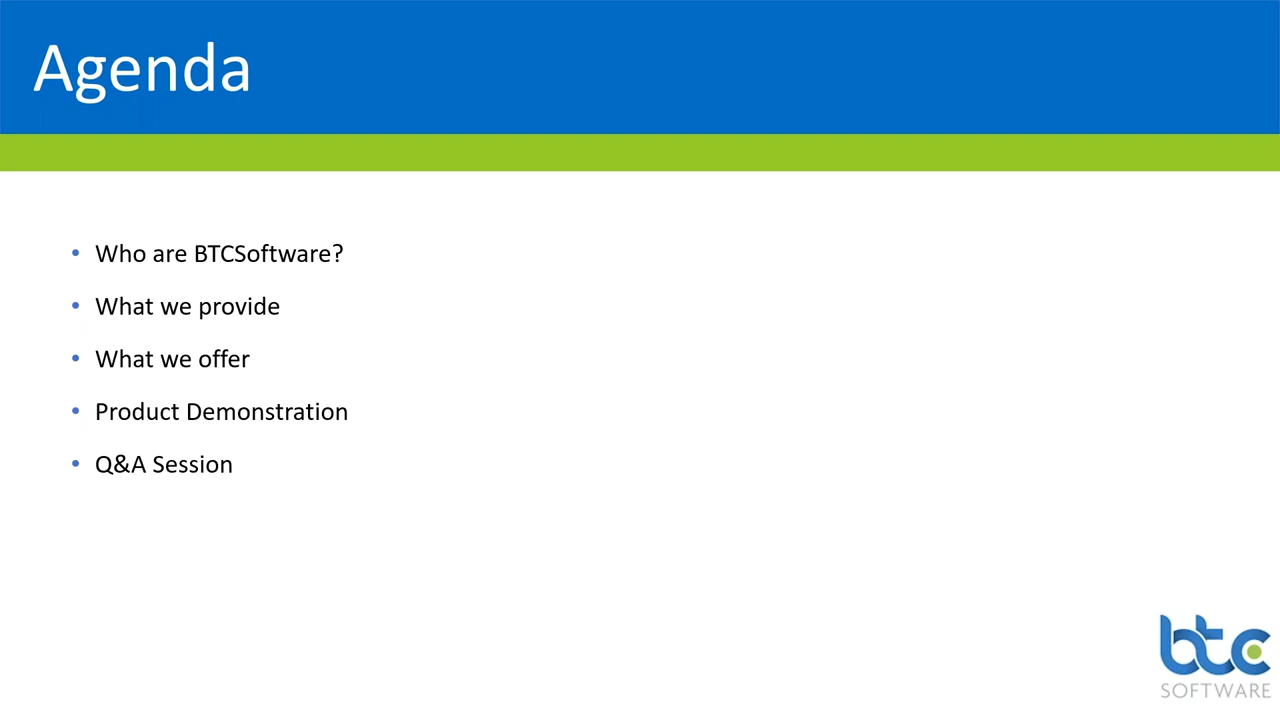 Agenda
• Who are BTCSoftware?
• What we provide
• What we offer
• Product Demonstration
• Q&A Session
btc
SOFTWARE